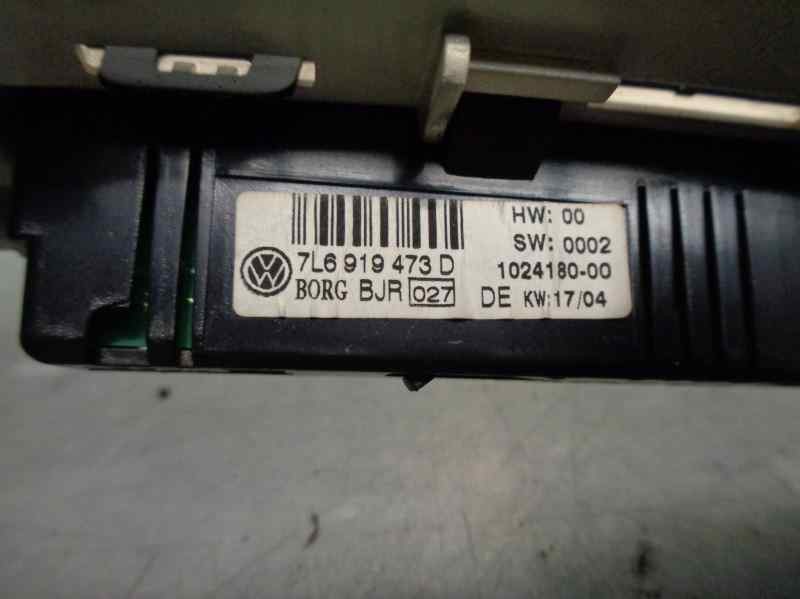 HW: 00
SW: 0002
7L6 919 473 D 1024180-00
BORG BJR 027 DE KW:17/04